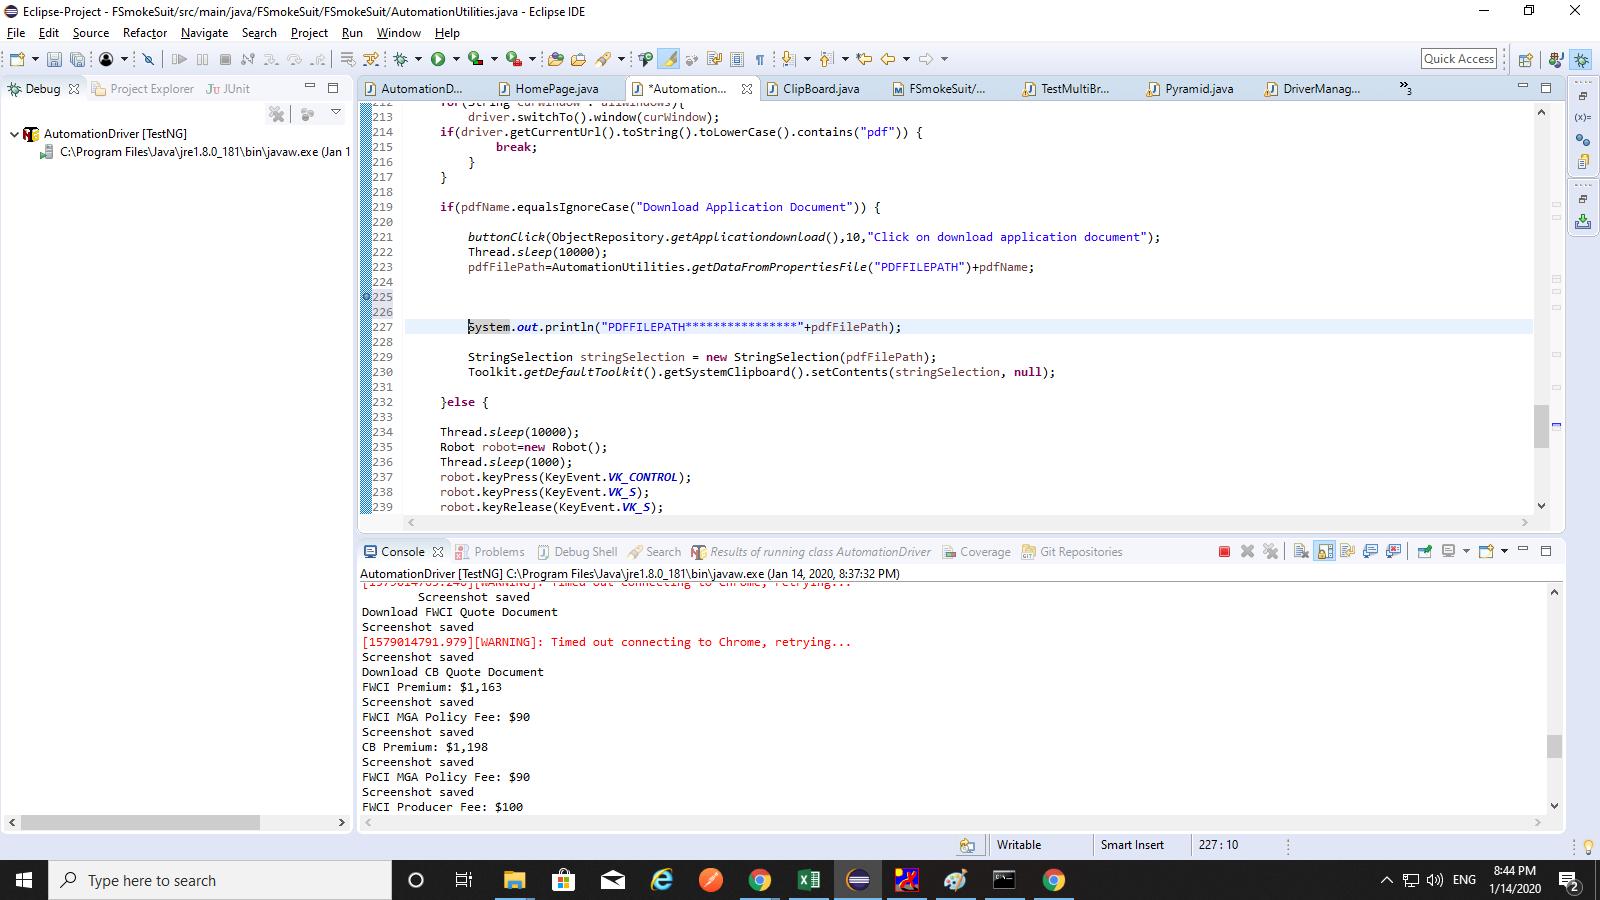 Eclipse-Project - FSmokeSuit/src/main/java/FSmokeSuit/FSmokeSuit/AutomationUtilities.java - Eclipse IDE
File Edit Source Refactor Navigate Search Project Run Window Help
Quick Access
Debug Project Explorer JUnit
AutomationD... HomePage.java *Automation... ClipBoard.java FSmokeSuit/... TestMultiBr... Pyramid.java DriverManag... »3
AutomationDriver [TestNG]
C:\Program Files\Java\jre1.8.0_181\bin\javaw.exe (Jan 1
212 for(String curWindow : allWindows){
213 driver.switchTo().window(curWindow);
214 if(driver.getCurrentUrl().toString().toLowerCase().contains("pdf")) {
215 break;
216 }
217 }
218
219 if(pdfName.equalsIgnoreCase("Download Application Document")) {
220
221 buttonClick(ObjectRepository.getApplicationdownload(),10,"Click on download application document");
222 Thread.sleep(10000);
223 pdfFilePath=AutomationUtilities.getDataFromPropertiesFile("PDFFILEPATH")+pdfName;
224
225
226
227 System.out.println("PDFFILEPATH****************"+pdfFilePath);
228
229 StringSelection stringSelection = new StringSelection(pdfFilePath);
230 Toolkit.getDefaultToolkit().getSystemClipboard().setContents(stringSelection, null);
231
232 }else {
233
234 Thread.sleep(10000);
235 Robot robot=new Robot();
236 Thread.sleep(1000);
237 robot.keyPress(KeyEvent.VK_CONTROL);
238 robot.keyPress(KeyEvent.VK_S);
239 robot.keyRelease(KeyEvent.VK_S);
Console Problems Debug Shell Search Results of running class AutomationDriver Coverage Git Repositories
AutomationDriver [TestNG] C:\Program Files\Java\jre1.8.0_181\bin\javaw.exe (Jan 14, 2020, 8:37:32 PM)
[WARNING]: Timed out connecting to Chrome, retrying...
Screenshot saved
Download FWCI Quote Document
Screenshot saved
[1579014791.979][WARNING]: Timed out connecting to Chrome, retrying...
Screenshot saved
Download CB Quote Document
FWCI Premium: $1,163
Screenshot saved
FWCI MGA Policy Fee: $90
Screenshot saved
CB Premium: $1,198
Screenshot saved
FWCI MGA Policy Fee: $90
Screenshot saved
FWCI Producer Fee: $100
Writable Smart Insert 227 : 10
Type here to search
ENG
8:44 PM
1/14/2020
2